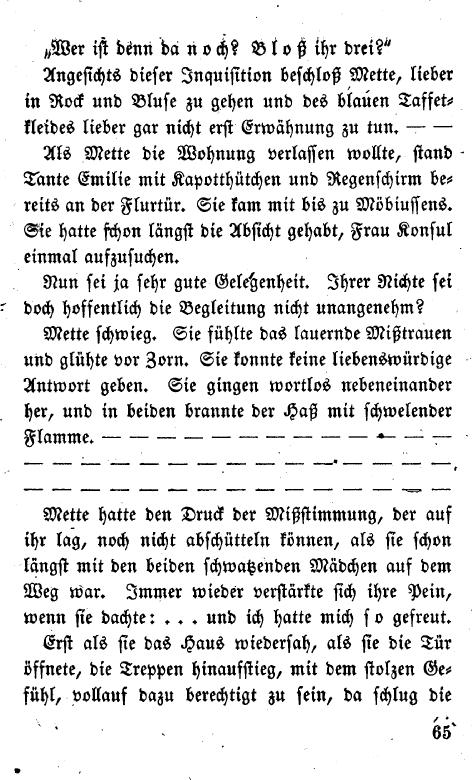 „Wer ist denn da noch? Bloß ihr drei?“
Angesichts dieser Inquisition beschloß Mette, lieber
in Rock und Bluse zu gehen und des blauen Taffet-
kleides lieber gar nicht erst Erwähnung zu tun. — —
Als Mette die Wohnung verlassen wollte, stand
Tante Emilie mit Kapotthütchen und Regenschirm be-
reits an der Flurtür. Sie kam mit bis zu Möbiussens.
Sie hatte schon längst die Absicht gehabt, Frau Konsul
einmal aufzusuchen.
Nun sei ja sehr gute Gelegenheit. Ihrer Nichte sei
doch hoffentlich die Begleitung nicht unangenehm?
Mette schwieg. Sie fühlte das lauernde Mißtrauen
und glühte vor Zorn. Sie konnte keine liebenswürdige
Antwort geben. Sie gingen wortlos nebeneinander
her, und in beiden brannte der Haß mit schwelender
Flamme. — — — — — — — — — — — — —
— — — — — — — — — — — — — — — —
— — — — — — — — — — — — — — — —
Mette hatte den Druck der Mißstimmung, der auf
ihr lag, noch nicht abschütteln können, als sie schon
längst mit den beiden schwatzenden Mädchen auf dem
Weg war. Immer wieder verstärkte sich ihre Pein,
wenn sie dachte: . . . und ich hatte mich so gefreut.
Erst als sie das Haus wiedersah, als sie die Tür
öffnete, die Treppen hinaufstieg, mit dem stolzen Ge-
fühl, vollauf dazu berechtigt zu sein, da schlug die
65